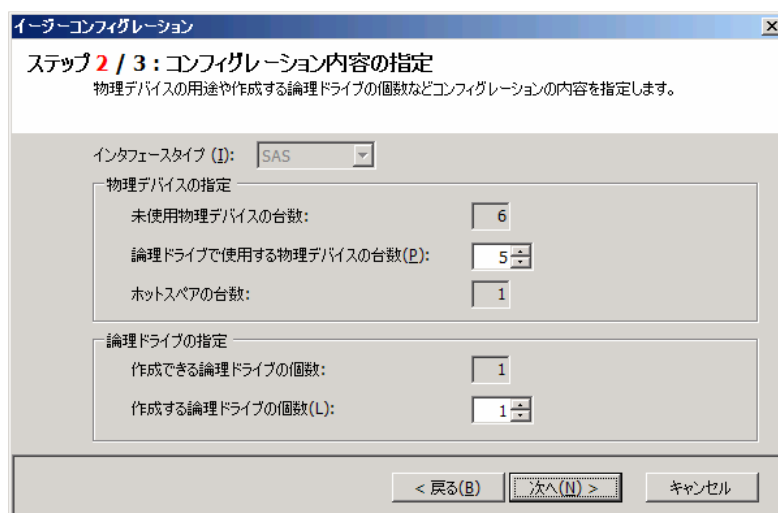 イージーコンフィグレーション
ステップ 2 / 3 : コンフィグレーション内容の指定
物理デバイスの用途や作成する論理ドライブの個数などコンフィグレーションの内容を指定します。
インタフェースタイプ (I): SAS
物理デバイスの指定
未使用物理デバイスの台数: 6
論理ドライブで使用する物理デバイスの台数(P): 5
ホットスペアの台数: 1
論理ドライブの指定
作成できる論理ドライブの個数: 1
作成する論理ドライブの個数(L): 1
< 戻る(B) 次へ(N) > キャンセル